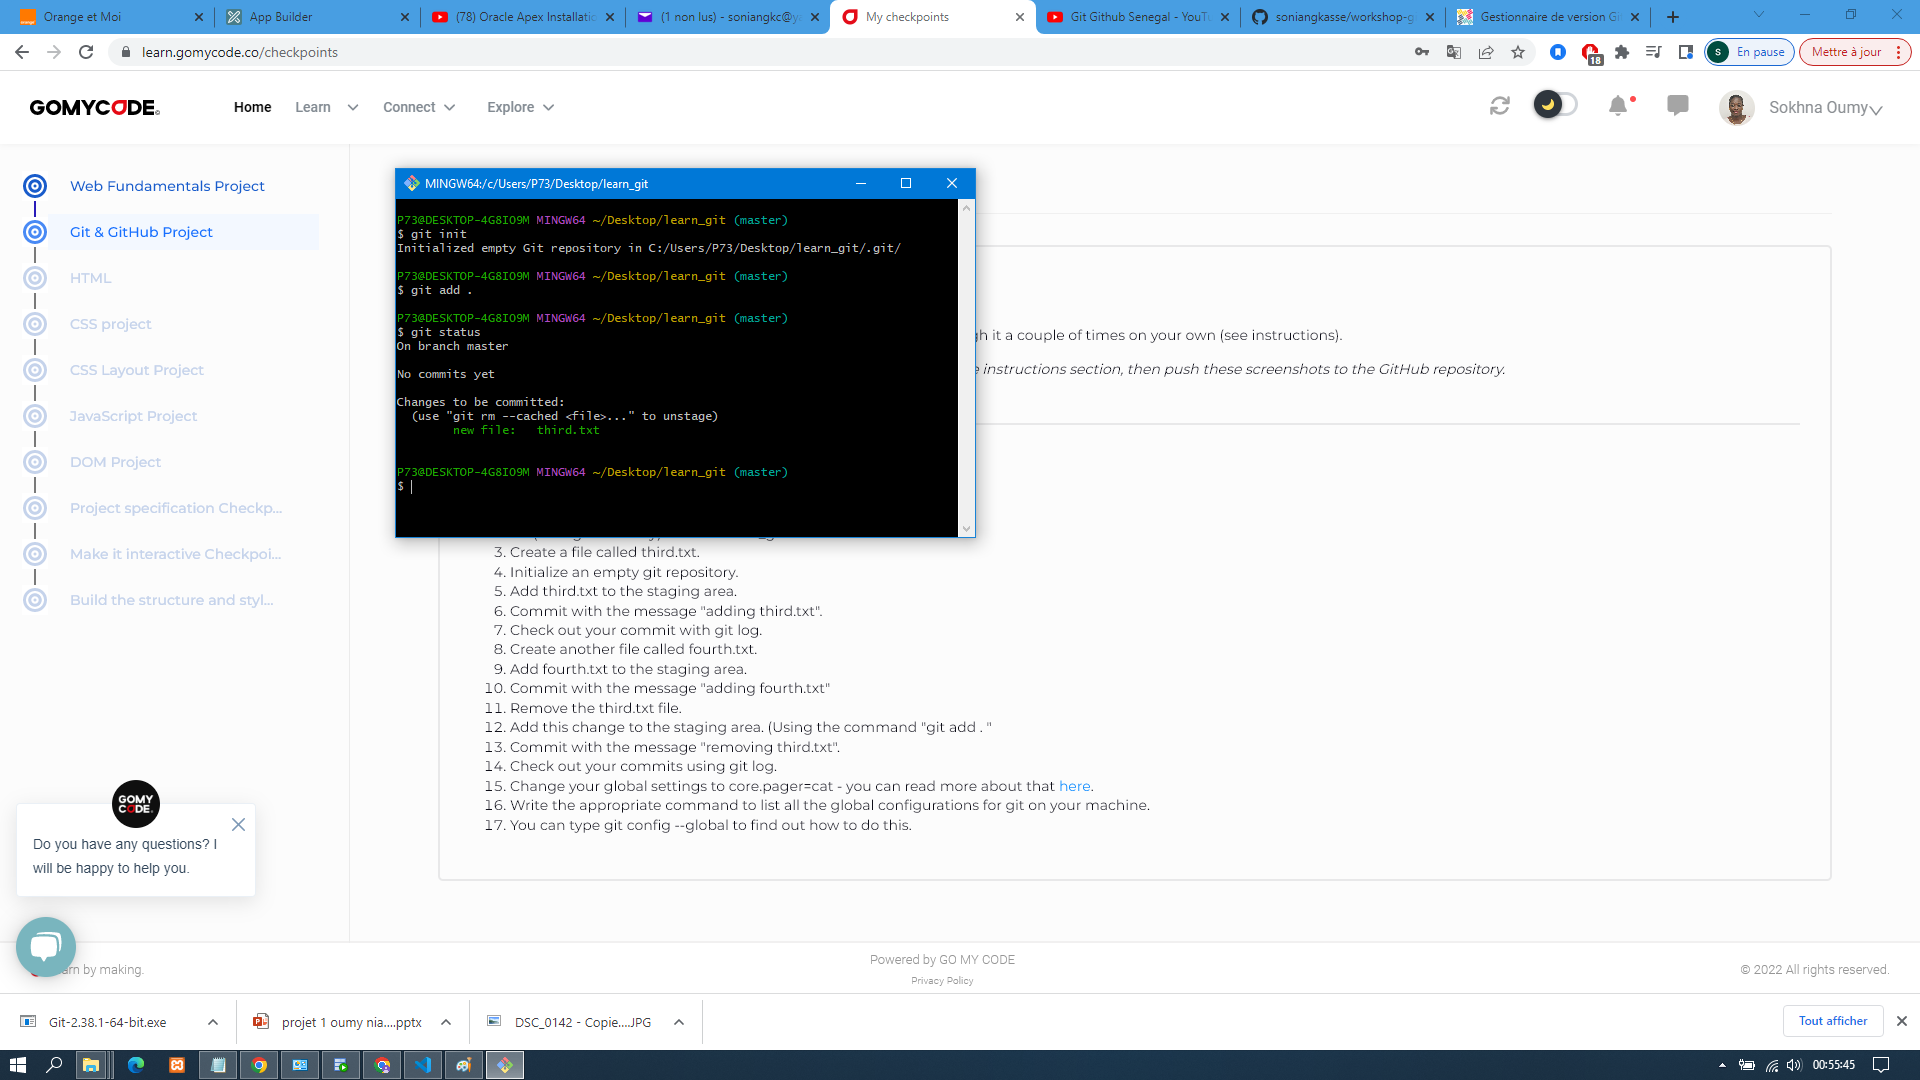 Orange et Moi
App Builder
(78) Oracle Apex Installatio
(1 non lus) - soniangkc@y
My checkpoints
Git Github Senegal - YouTu
soniangkasse/workshop-g
Gestionnaire de version Gi
learn.gomycode.co/checkpoints
18
S
En pause
Mettre à jour
GOMYCODE
Home
Learn
Connect
Explore
Sokhna Oumy
Web Fundamentals Project
Git & GitHub Project
HTML
CSS project
CSS Layout Project
JavaScript Project
DOM Project
Project specification Checkp...
Make it interactive Checkpoi...
Build the structure and styl...
MINGW64:/c/Users/P73/Desktop/learn_git
P73@DESKTOP-4G8IO9M MINGW64 ~/Desktop/learn_git (master)
$ git init
Initialized empty Git repository in C:/Users/P73/Desktop/learn_git/.git/
P73@DESKTOP-4G8IO9M MINGW64 ~/Desktop/learn_git (master)
$ git add .
P73@DESKTOP-4G8IO9M MINGW64 ~/Desktop/learn_git (master)
$ git status
On branch master
No commits yet
Changes to be committed:
(use "git rm --cached <file>..." to unstage)
new file:   third.txt
P73@DESKTOP-4G8IO9M MINGW64 ~/Desktop/learn_git (master)
$
gh it a couple of times on your own (see instructions).
e instructions section, then push these screenshots to the GitHub repository.
3. Create a file called third.txt.
4. Initialize an empty git repository.
5. Add third.txt to the staging area.
6. Commit with the message "adding third.txt".
7. Check out your commit with git log.
8. Create another file called fourth.txt.
9. Add fourth.txt to the staging area.
10. Commit with the message "adding fourth.txt"
11. Remove the third.txt file.
12. Add this change to the staging area. (Using the command "git add . "
13. Commit with the message "removing third.txt".
14. Check out your commits using git log.
15. Change your global settings to core.pager=cat - you can read more about that here.
16. Write the appropriate command to list all the global configurations for git on your machine.
17. You can type git config --global to find out how to do this.
GOMY
CODE
Do you have any questions? I
will be happy to help you.
arn by making.
Powered by GO MY CODE
Privacy Policy
© 2022 All rights reserved.
Git-2.38.1-64-bit.exe
projet 1 oumy nia....pptx
DSC_0142 - Copie....JPG
Tout afficher
00:55:45